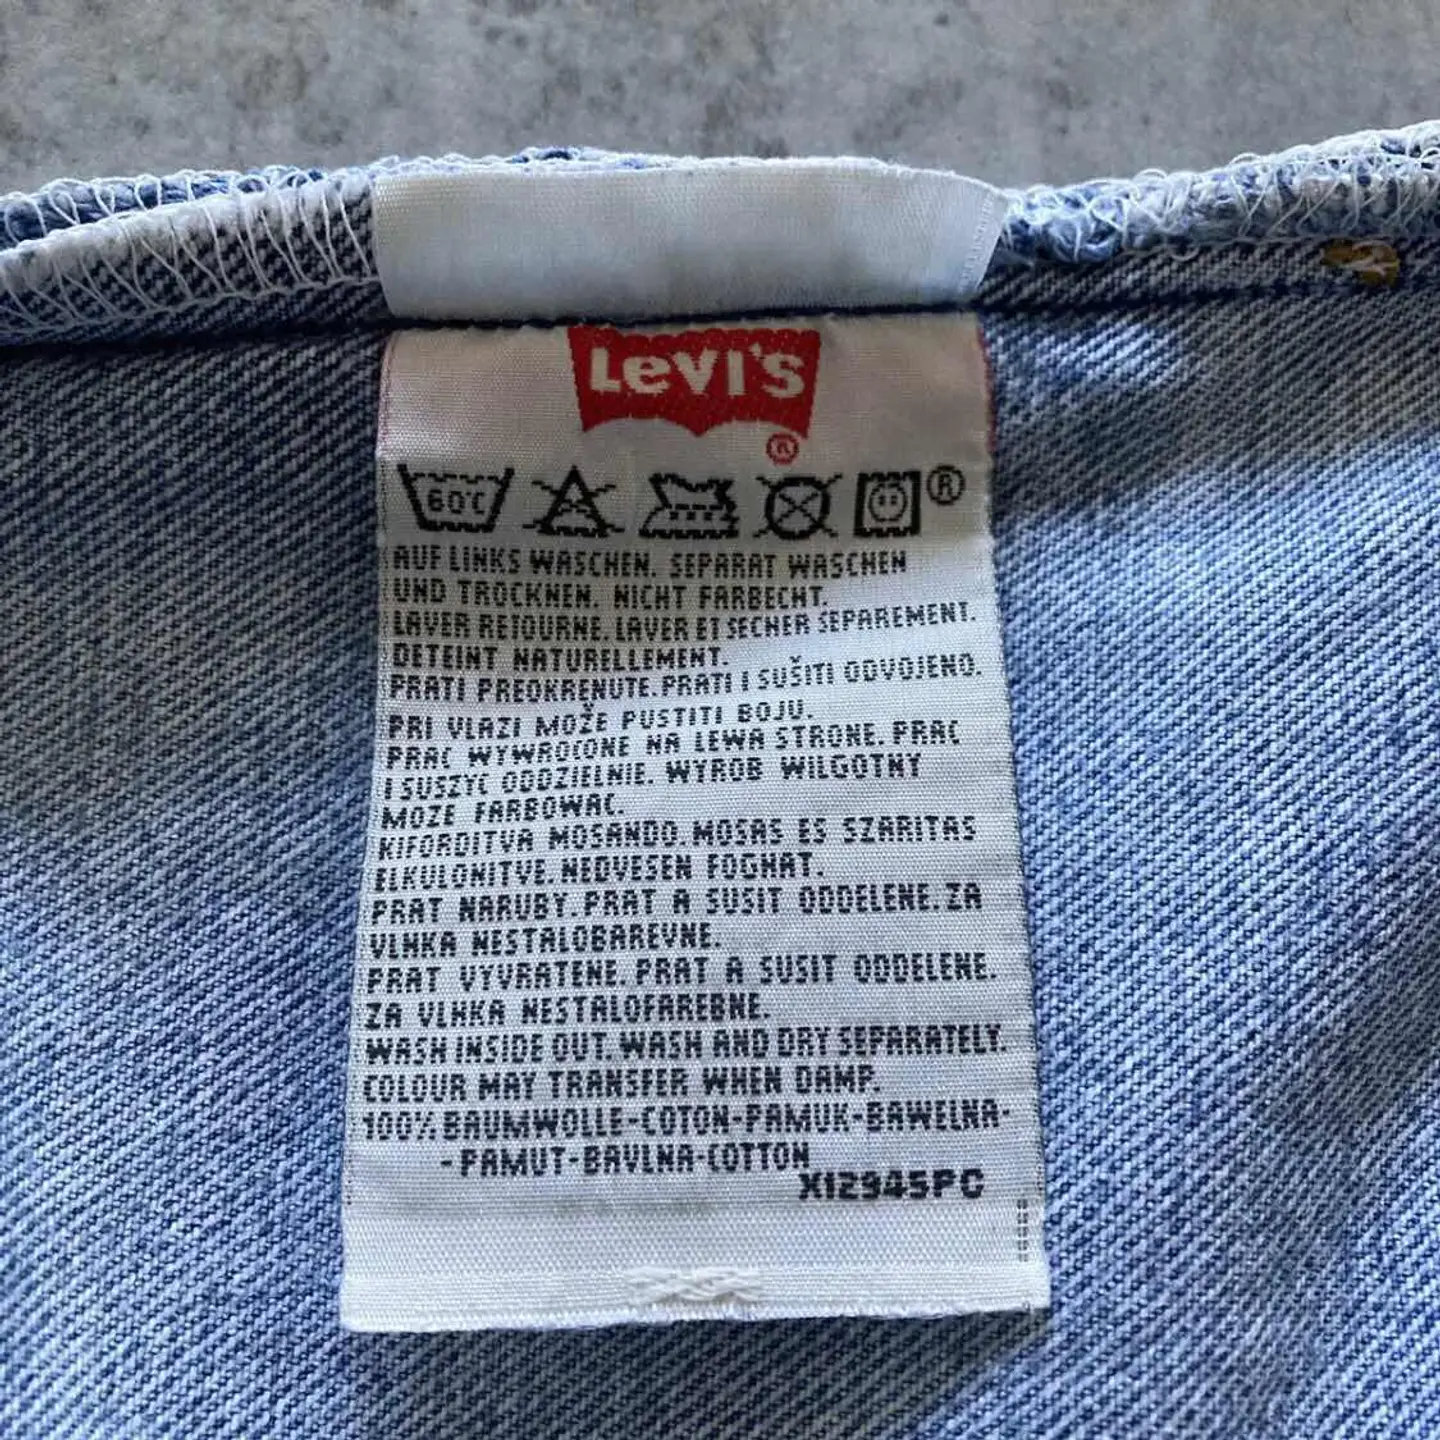 Levi's
®
60°C
®
AUF LINKS WASCHEN. SEPARAT WASCHEN
UND TROCKNEN. NICHT FARBECHT.
LAVER RETOURNE. LAVER ET SECHER SEPAREMENT.
DETEINT NATURELLEMENT.
PRATI PREOKRENUTE. PRATI I SUŠITI ODVOJENO.
PRI VLAZI MOŽE PUSTITI BOJU.
PRAC WYWROCONE NA LEWA STRONE. PRAC
I SUSZYC ODDZIELNIE. WYROB WILGOTNY
MOZE FARBOWAC.
KIFORDITVA MOSANDO. MOSAS ES SZARITAS
ELKULONITVE. NEDVESEN FOGHAT.
PRAT NARUBY. PRAT A SUSIT ODDELENE. ZA
VLHKA NESTALOBAREVNE.
PRAT VYVRATENE. PRAT A SUSIT ODDELENE.
ZA VLHKA NESTALOFAREBNE.
WASH INSIDE OUT. WASH AND DRY SEPARATELY.
COLOUR MAY TRANSFER WHEN DAMP.
100% BAUMWOLLE-COTON-PAMUK-BAWELNA-
-PAMUT-BAVLNA-COTTON
X12945PC